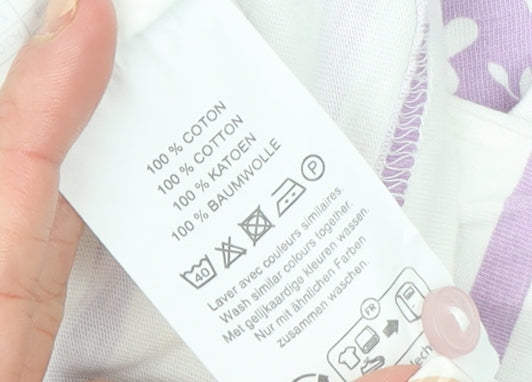 100 % COTON
100 % COTTON
100 % KATOEN
100 % BAUMWOLLE
40 P
Laver avec couleurs similaires.
Wash similar colours together.
Met gelijkaardige kleuren wassen.
Nur mit ähnlichen Farben
zusammen waschen.
FR